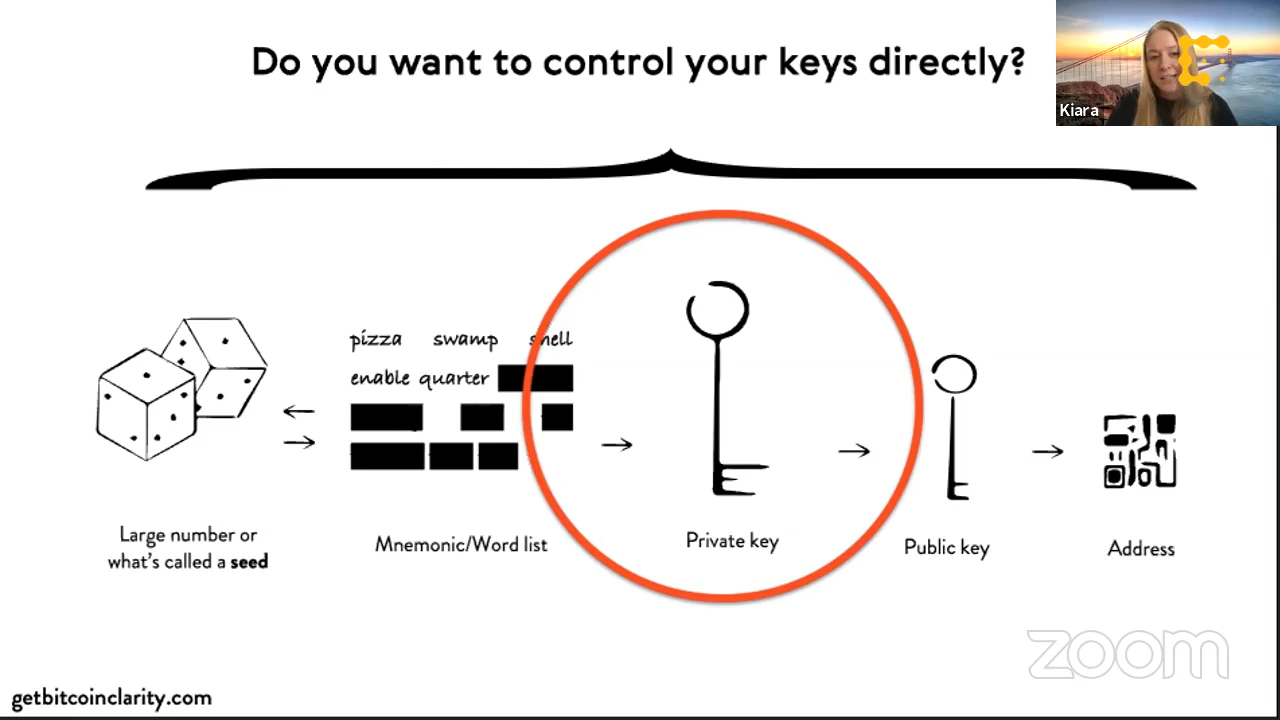 Do you want to control your keys directly?
Kiara
pizza swamp shell
enable quarter
Large number or
what's called a seed
Mnemonic/Word list
Private key
Public key
Address
zoom
getbitcoinclarity.com